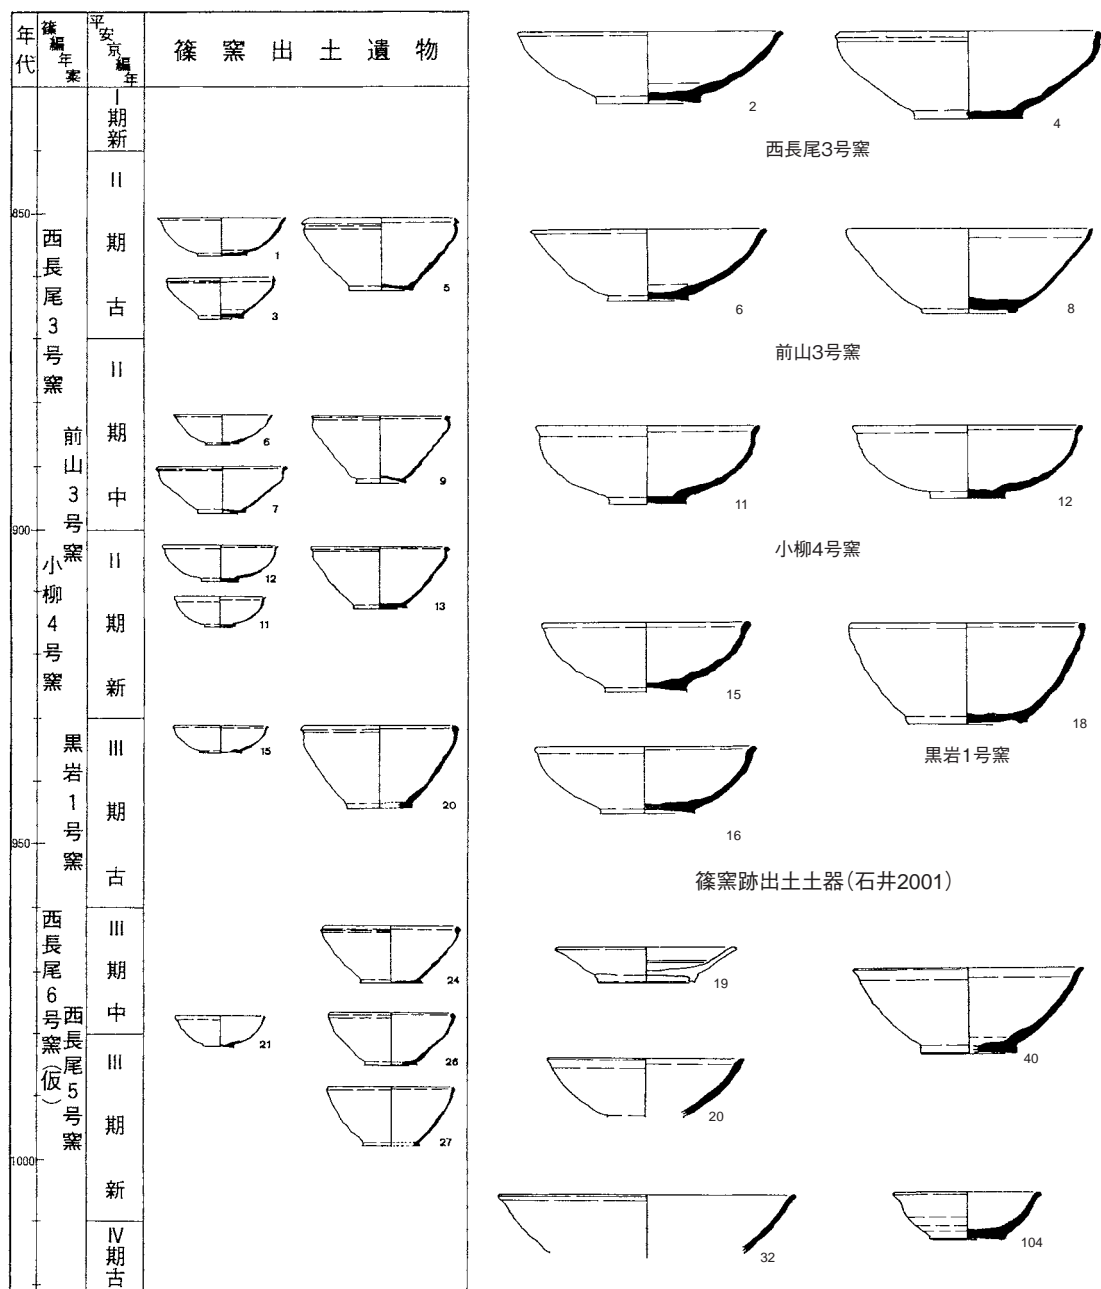 年代
篠編年案
平安京編年
篠窯出土遺物
850
900
950
1000
西長尾3号窯
前山3号窯
小柳4号窯
黒岩1号窯
西長尾6号窯(仮)
西長尾5号窯
I期新
II期古
II期中
II期新
III期古
III期中
III期新
IV期古
1
5
3
6
9
7
12
13
11
15
20
24
21
26
27
2
4
西長尾3号窯
6
8
前山3号窯
11
12
小柳4号窯
15
18
黒岩1号窯
16
篠窯跡出土土器(石井2001)
19
40
20
32
104